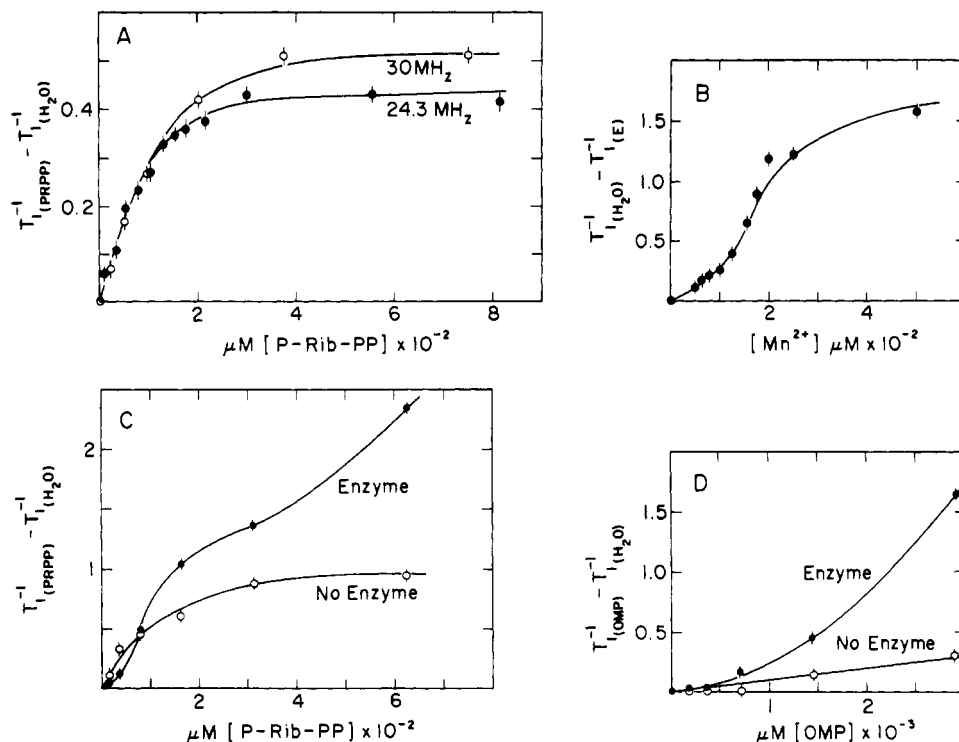 A
T₁⁻¹(PRPP) - T₁⁻¹(H₂O)
0.4
0.2
30 MHz
24.3 MHz
2 4 6 8
μM [P-Rib-PP] x 10⁻²
B
T₁⁻¹(H₂O) - T₁⁻¹(E)
1.5
1.0
0.5
2 4
[Mn²⁺] μM x 10⁻²
C
T₁⁻¹(PRPP) - T₁⁻¹(H₂O)
2
1
Enzyme
No Enzyme
2 4 6
μM [P-Rib-PP] x 10⁻²
D
T₁⁻¹(OMP) - T₁⁻¹(H₂O)
1.5
1.0
0.5
Enzyme
No Enzyme
1 2
μM [OMP] x 10⁻³